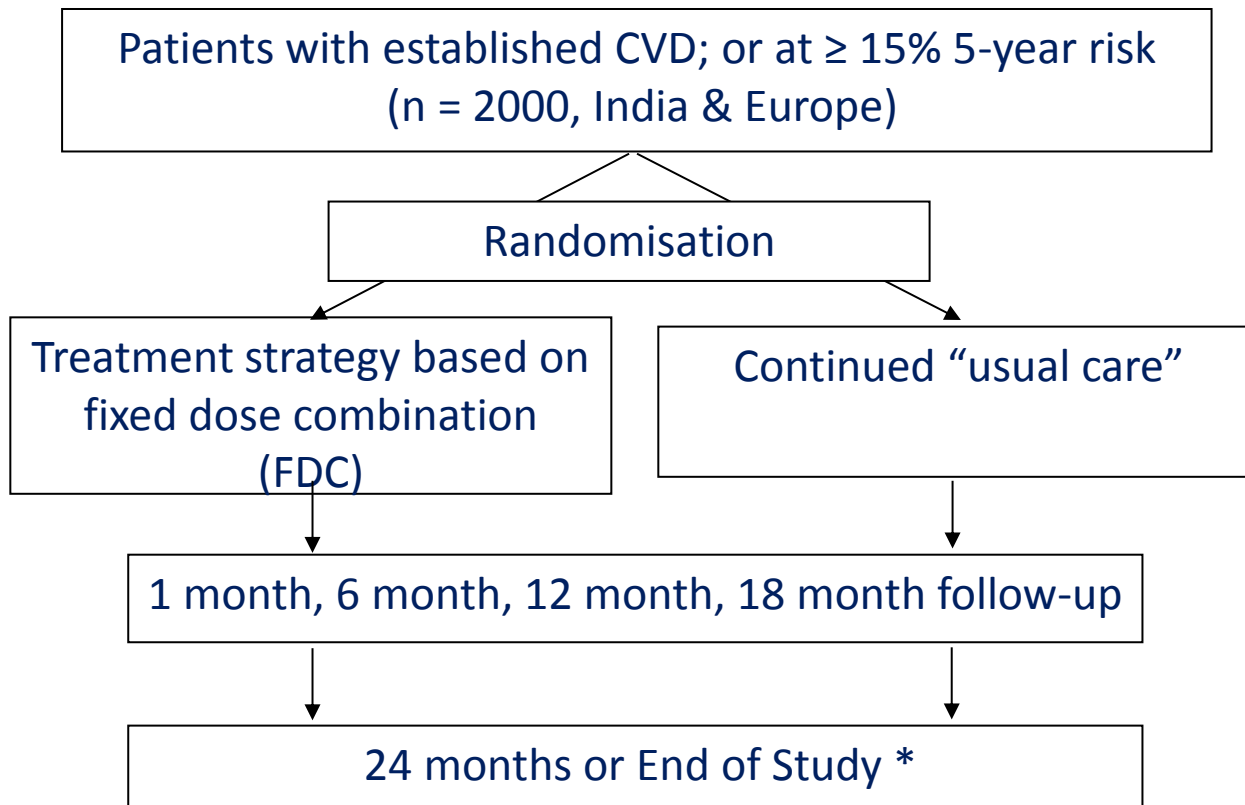 Patients with established CVD; or at ≥ 15% 5-year risk
(n = 2000, India & Europe)
Randomisation
Treatment strategy based on
fixed dose combination
(FDC)
Continued “usual care”
1 month, 6 month, 12 month, 18 month follow-up
24 months or End of Study *